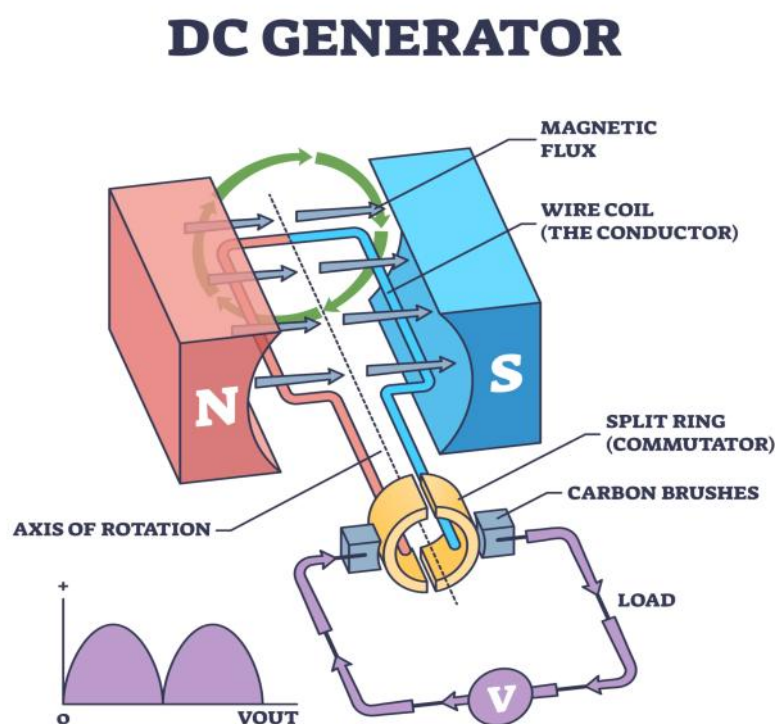 DC GENERATOR
MAGNETIC
FLUX
WIRE COIL
(THE CONDUCTOR)
N
S
SPLIT RING
(COMMUTATOR)
CARBON BRUSHES
AXIS OF ROTATION
LOAD
+
V
0
VOUT